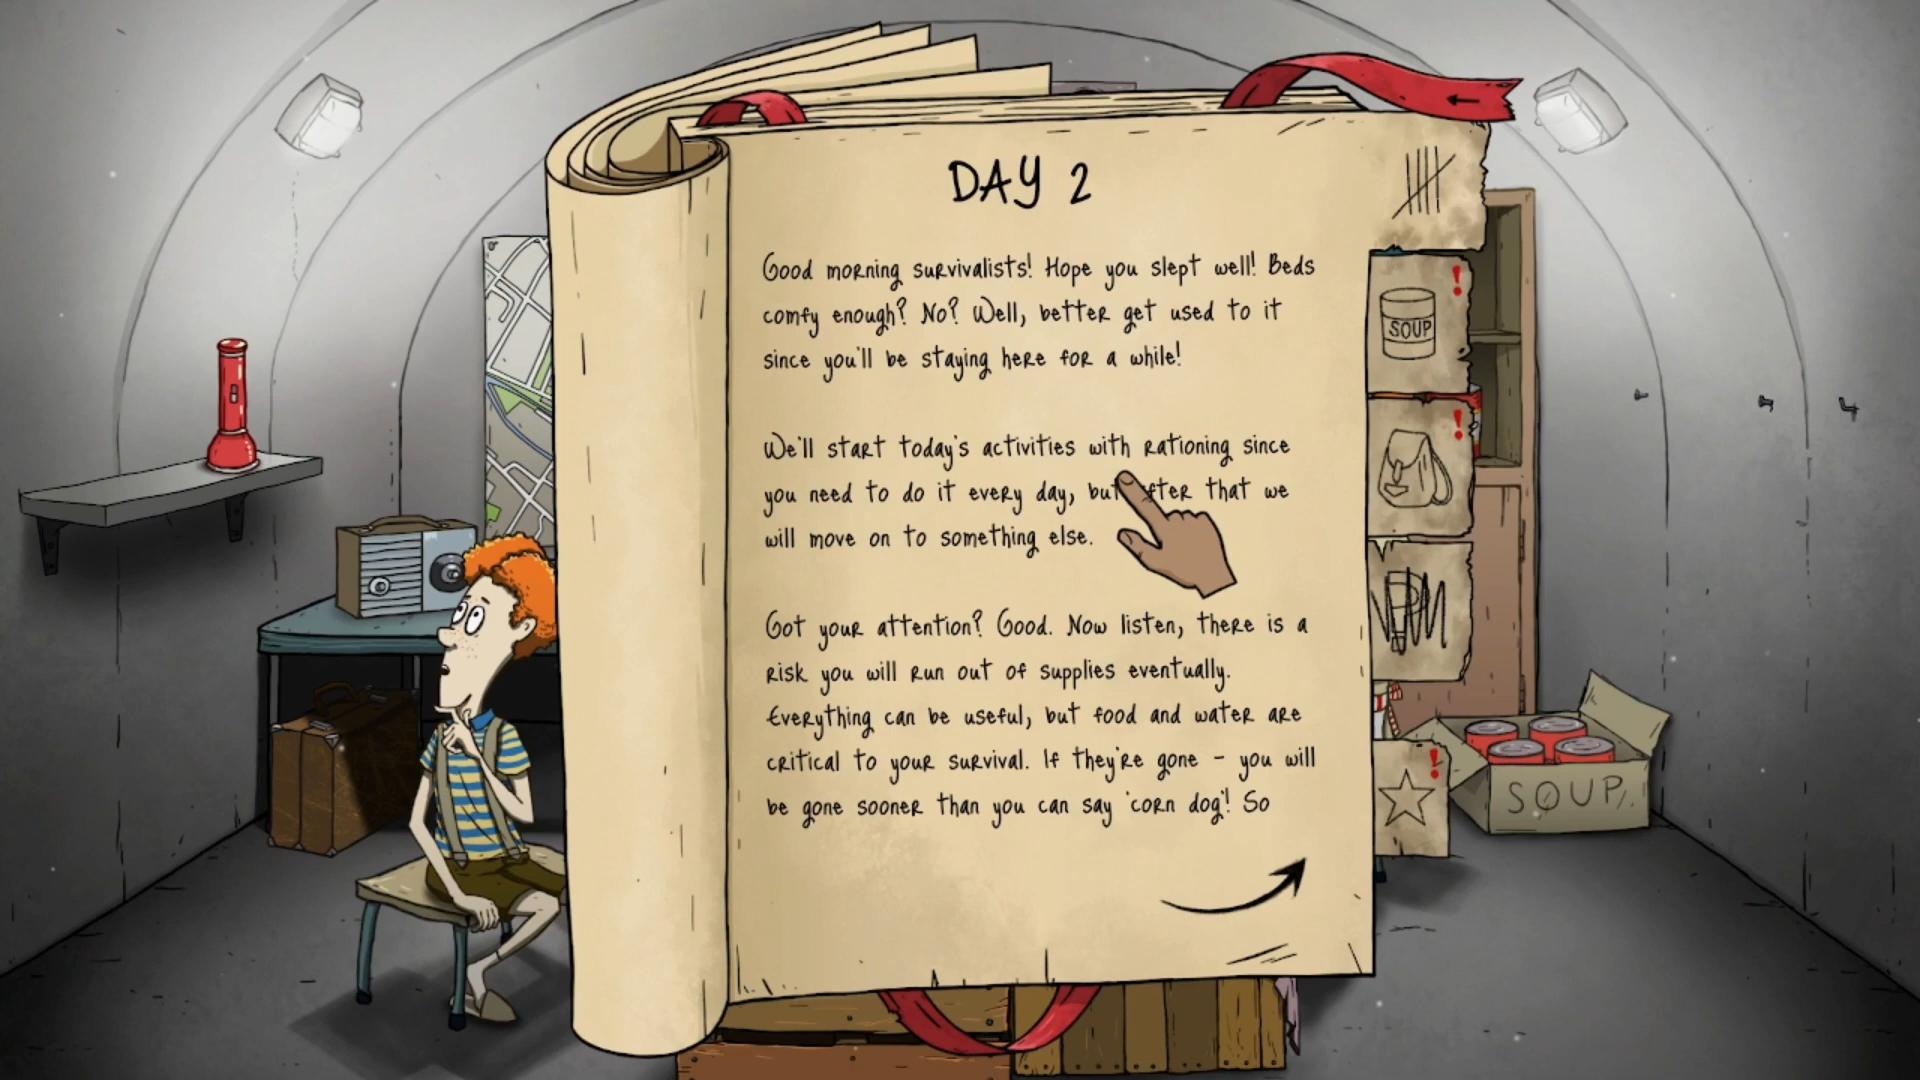 DAY 2
Good morning survivalists! Hope you slept well! Beds
comfy enough? No? Well, better get used to it
since you'll be staying here for a while!
We'll start today's activities with rationing since
you need to do it every day, but after that we
will move on to something else.
Got your attention? Good. Now listen, there is a
risk you will run out of supplies eventually.
Everything can be useful, but food and water are
critical to your survival. If they're gone - you will
be gone sooner than you can say 'corn dog'! So
!
SOUP
!
!
SOUP